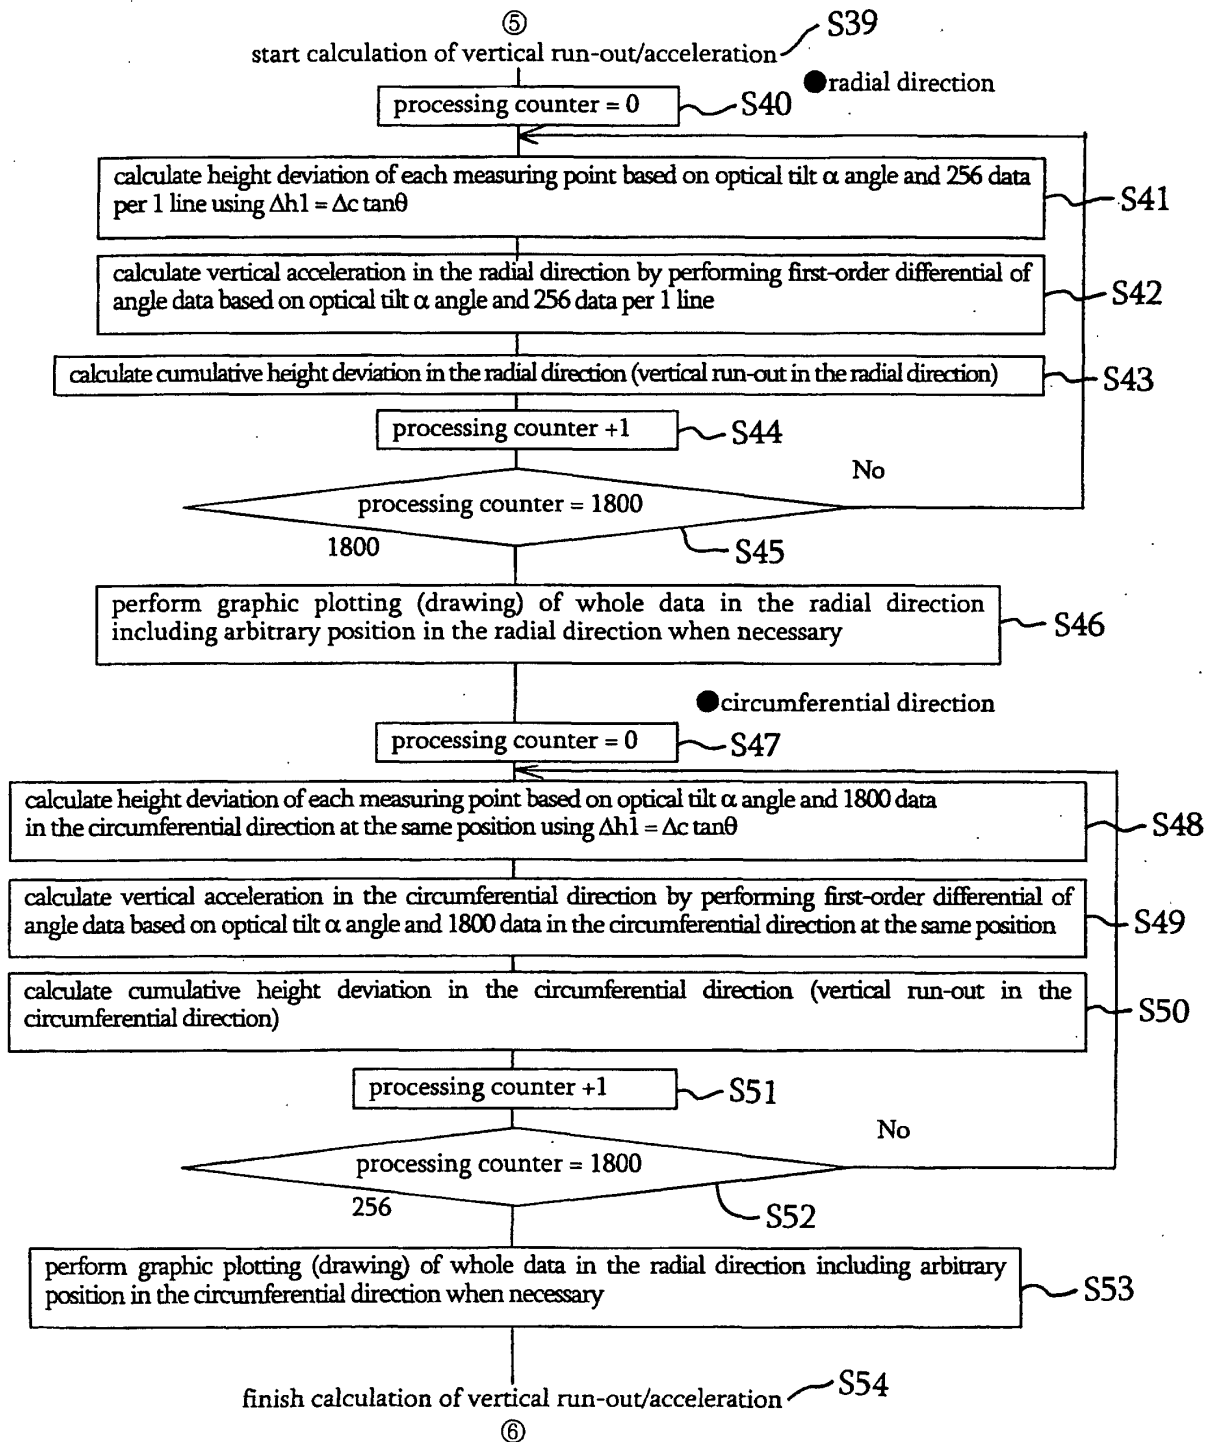 ⑤
S39
start calculation of vertical run-out/acceleration
●radial direction
processing counter = 0
S40
calculate height deviation of each measuring point based on optical tilt α angle and 256 data
per 1 line using Δh1 = Δc tanθ
S41
calculate vertical acceleration in the radial direction by performing first-order differential of
angle data based on optical tilt α angle and 256 data per 1 line
S42
calculate cumulative height deviation in the radial direction (vertical run-out in the radial direction)
S43
processing counter +1
S44
No
processing counter = 1800
1800
S45
perform graphic plotting (drawing) of whole data in the radial direction
including arbitrary position in the radial direction when necessary
S46
●circumferential direction
processing counter = 0
S47
calculate height deviation of each measuring point based on optical tilt α angle and 1800 data
in the circumferential direction at the same position using Δh1 = Δc tanθ
S48
calculate vertical acceleration in the circumferential direction by performing first-order differential of
angle data based on optical tilt α angle and 1800 data in the circumferential direction at the same position
S49
calculate cumulative height deviation in the circumferential direction (vertical run-out in the
circumferential direction)
S50
processing counter +1
S51
No
processing counter = 1800
256
S52
perform graphic plotting (drawing) of whole data in the radial direction including arbitrary
position in the circumferential direction when necessary
S53
S54
finish calculation of vertical run-out/acceleration
⑥